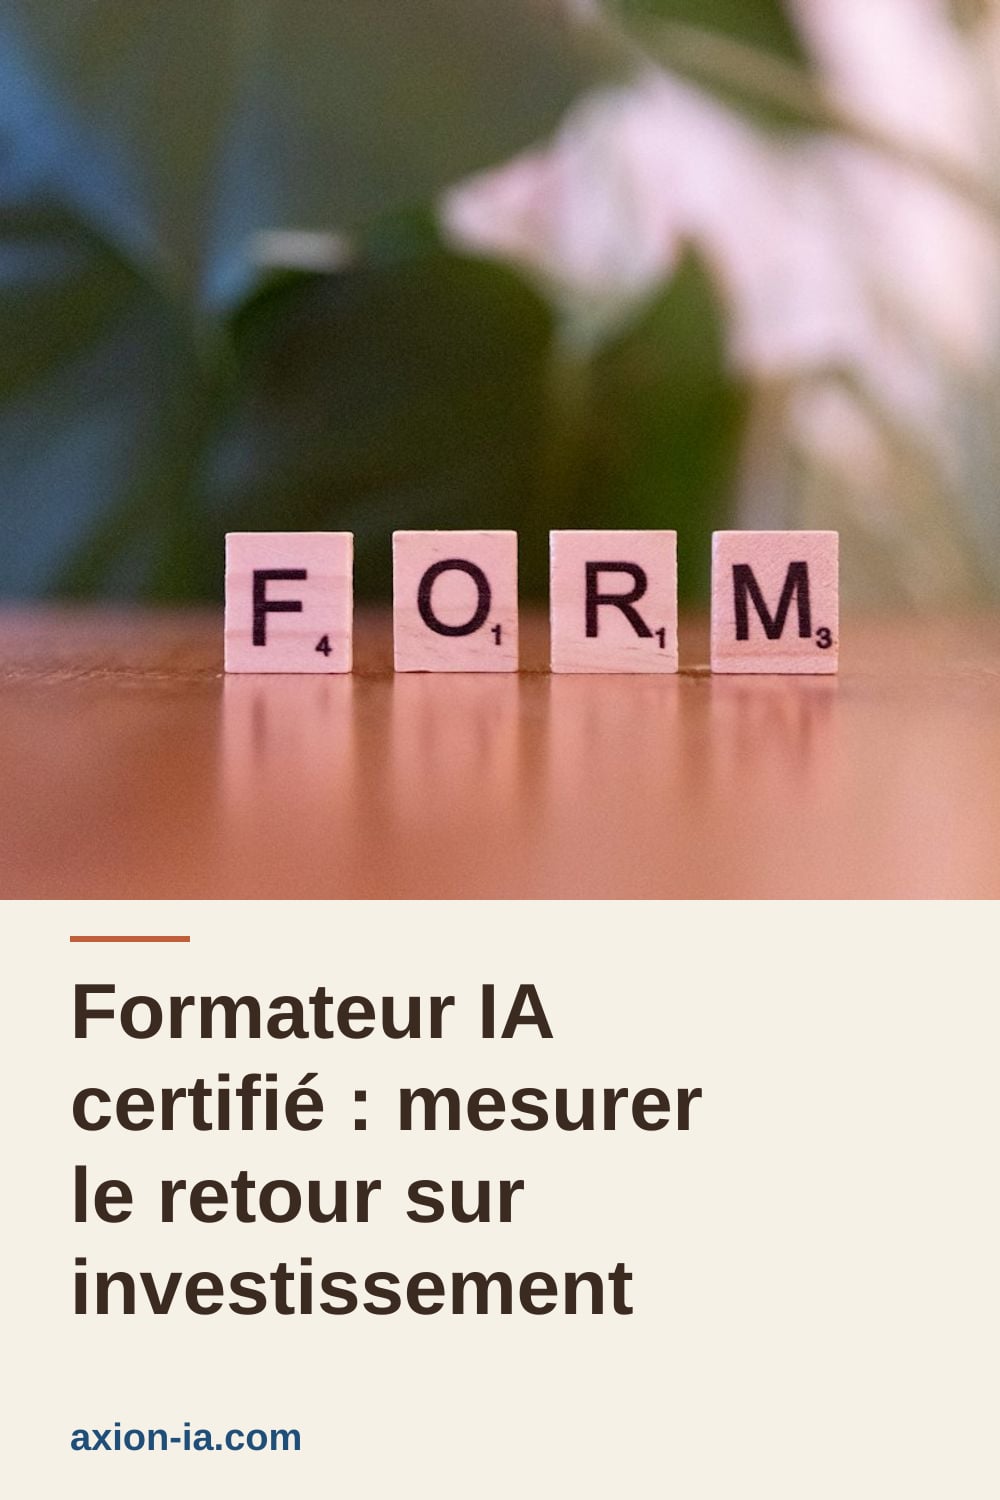 F4 O1 R1 M3
Formateur IA
certifié : mesurer
le retour sur
investissement
axion-ia.com